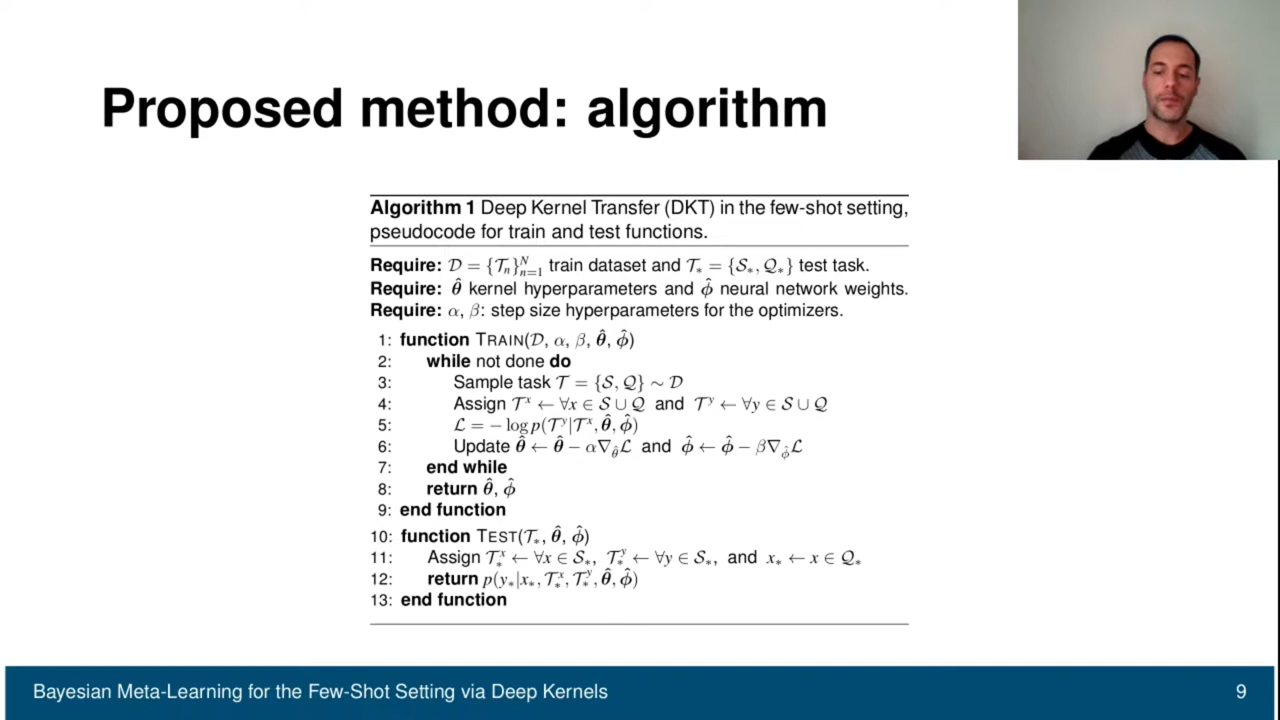 Proposed method: algorithm
Algorithm 1 Deep Kernel Transfer (DKT) in the few-shot setting,
pseudocode for train and test functions.
Require: 𝒟 = {𝒯ₙ}ᴺₙ₌₁ train dataset and 𝒯∗ = {𝒮∗, 𝒬∗} test task.
Require: θ̂ kernel hyperparameters and ϕ̂ neural network weights.
Require: α, β: step size hyperparameters for the optimizers.
1: function TRAIN(𝒟, α, β, θ̂, ϕ̂)
2: while not done do
3: Sample task 𝒯 = {𝒮, 𝒬} ∼ 𝒟
4: Assign 𝒯ˣ ← ∀x ∈ 𝒮 ∪ 𝒬 and 𝒯ʸ ← ∀y ∈ 𝒮 ∪ 𝒬
5: ℒ = − log p(𝒯ʸ|𝒯ˣ, θ̂, ϕ̂)
6: Update θ̂ ← θ̂ − α∇_θ̂ ℒ and ϕ̂ ← ϕ̂ − β∇_ϕ̂ ℒ
7: end while
8: return θ̂, ϕ̂
9: end function
10: function TEST(𝒯∗, θ̂, ϕ̂)
11: Assign 𝒯∗ˣ ← ∀x ∈ 𝒮∗, 𝒯∗ʸ ← ∀y ∈ 𝒮∗, and x∗ ← x ∈ 𝒬∗
12: return p(y∗|x∗, 𝒯∗ˣ, 𝒯∗ʸ, θ̂, ϕ̂)
13: end function
Bayesian Meta-Learning for the Few-Shot Setting via Deep Kernels
9